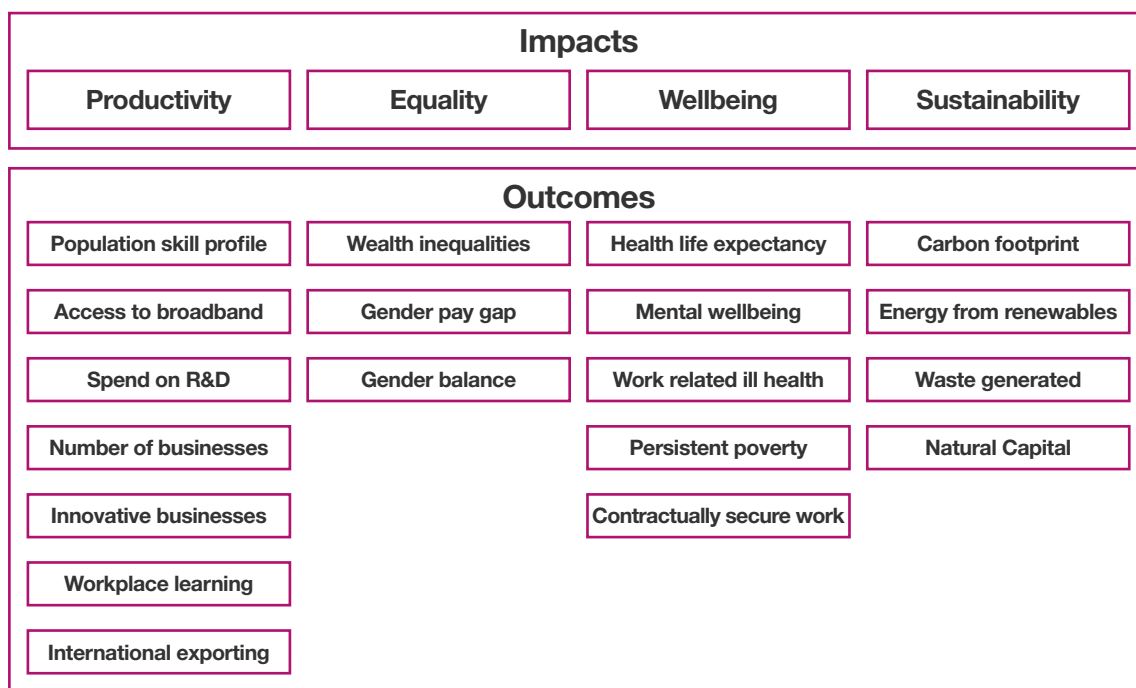 Impacts
Productivity
Equality
Wellbeing
Sustainability
Outcomes
Population skill profile
Wealth inequalities
Health life expectancy
Carbon footprint
Access to broadband
Gender pay gap
Mental wellbeing
Energy from renewables
Spend on R&D
Gender balance
Work related ill health
Waste generated
Number of businesses
Persistent poverty
Natural Capital
Innovative businesses
Contractually secure work
Workplace learning
International exporting